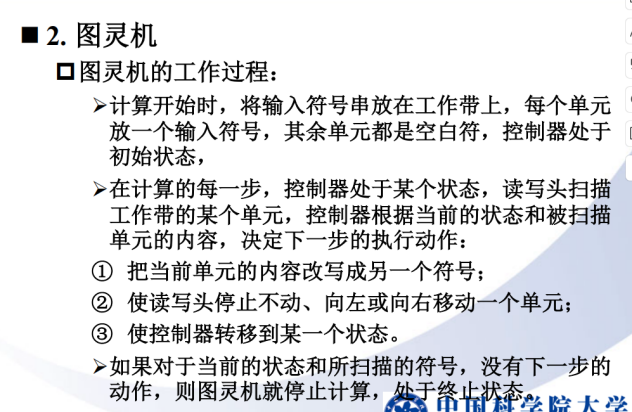 ■ 2. 图灵机
图灵机的工作过程：
➢计算开始时，将输入符号串放在工作带上，每个单元
放一个输入符号，其余单元都是空白符，控制器处于
初始状态，
➢在计算的每一步，控制器处于某个状态，读写头扫描
工作带的某个单元，控制器根据当前的状态和被扫描
单元的内容，决定下一步的执行动作：
① 把当前单元的内容改写成另一个符号；
② 使读写头停止不动、向左或向右移动一个单元；
③ 使控制器转移到某一个状态。
➢如果对于当前的状态和所扫描的符号，没有下一步的
动作，则图灵机就停止计算，处于终止状态。
中国科学院大学